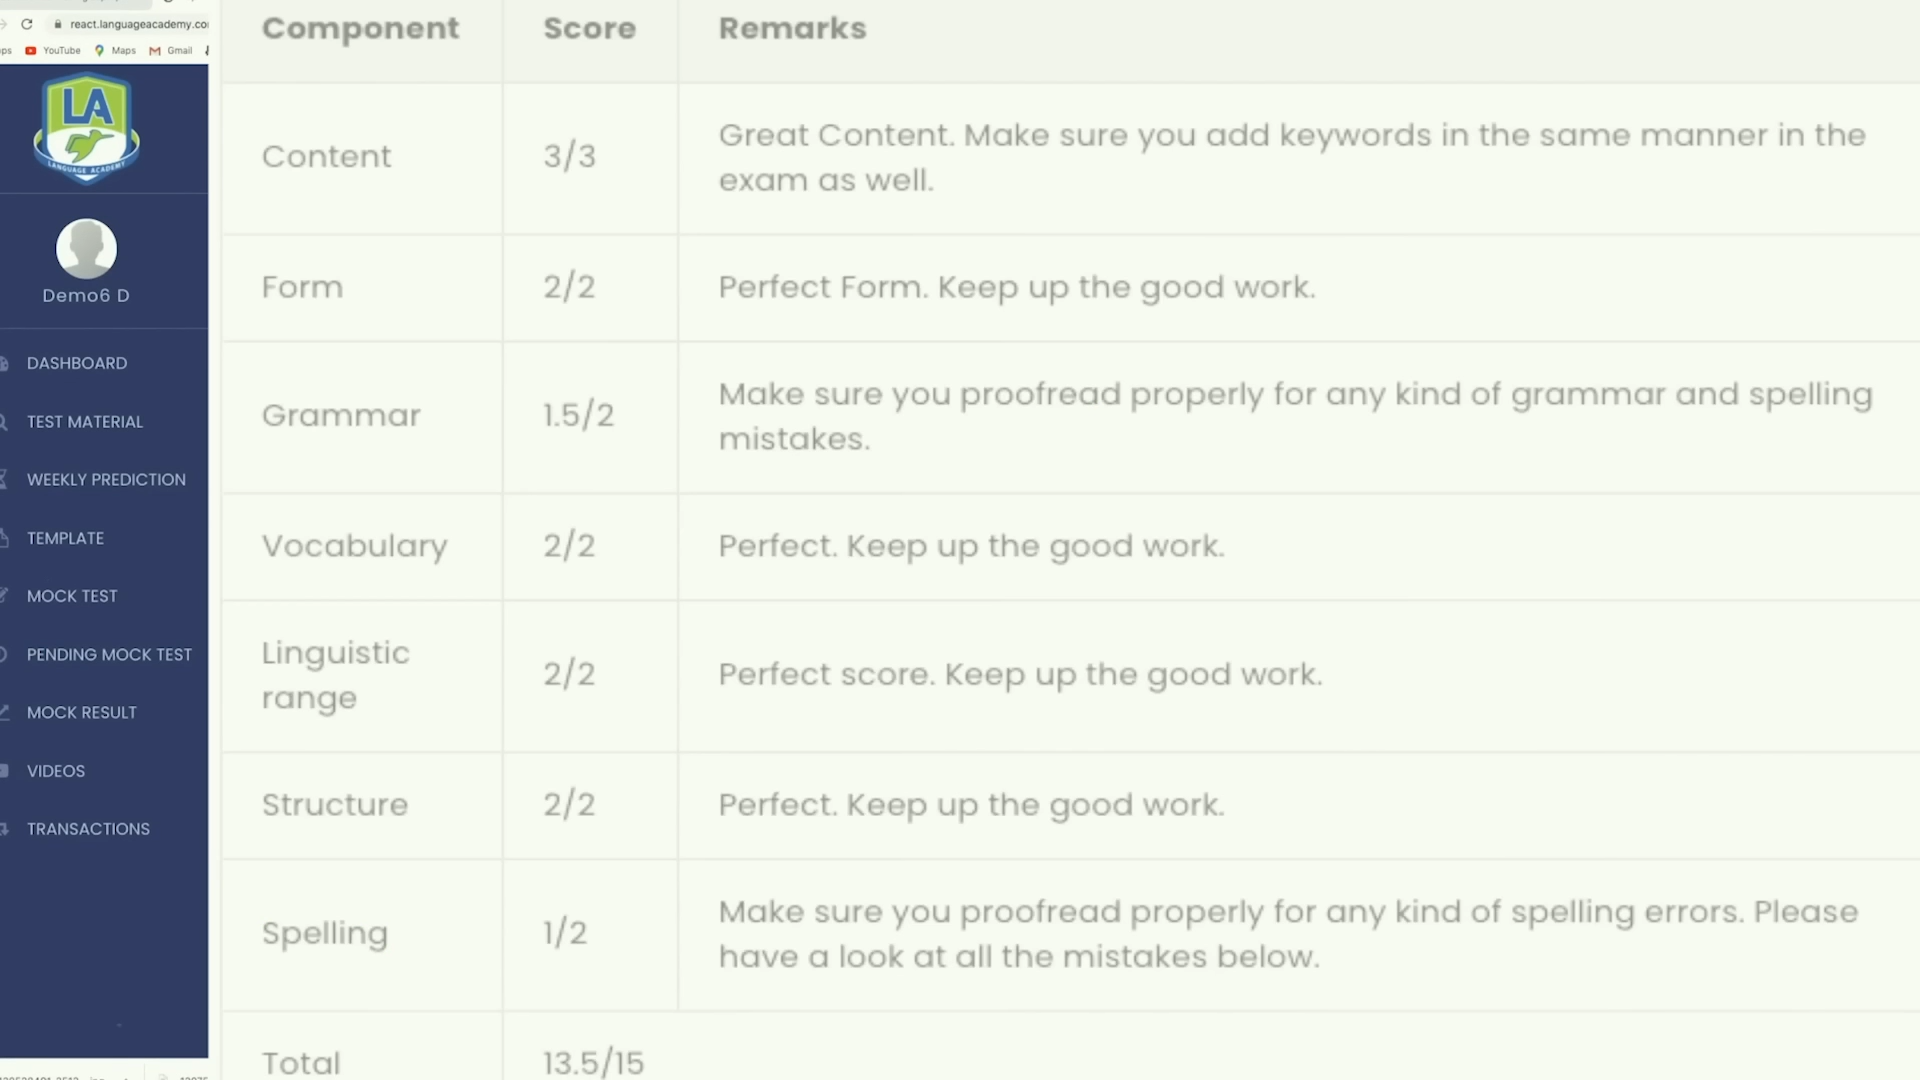 react.languageacademy.co
YouTube Maps Gmail
LA
LANGUAGE ACADEMY
Demo6 D
DASHBOARD
TEST MATERIAL
WEEKLY PREDICTION
TEMPLATE
MOCK TEST
PENDING MOCK TEST
MOCK RESULT
VIDEOS
TRANSACTIONS
Component Score Remarks
Content 3/3 Great Content. Make sure you add keywords in the same manner in the
exam as well.
Form 2/2 Perfect Form. Keep up the good work.
Grammar 1.5/2 Make sure you proofread properly for any kind of grammar and spelling
mistakes.
Vocabulary 2/2 Perfect. Keep up the good work.
Linguistic
range 2/2 Perfect score. Keep up the good work.
Structure 2/2 Perfect. Keep up the good work.
Spelling 1/2 Make sure you proofread properly for any kind of spelling errors. Please
have a look at all the mistakes below.
Total 13.5/15